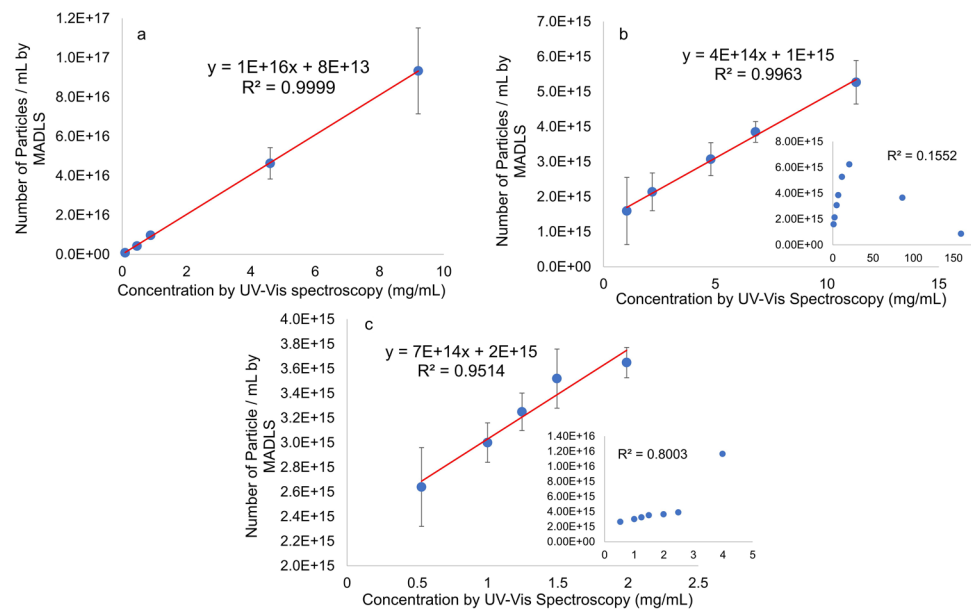 a
y = 1E+16x + 8E+13
R² = 0.9999
Number of Particles / mL by
MADLS
1.2E+17
1.0E+17
8.0E+16
6.0E+16
4.0E+16
2.0E+16
0.0E+00
0 2 4 6 8 10
Concentration by UV-Vis spectroscopy (mg/mL)
b
y = 4E+14x + 1E+15
R² = 0.9963
Number of Particles / mL by
MADLS
7.0E+15
6.0E+15
5.0E+15
4.0E+15
3.0E+15
2.0E+15
1.0E+15
0.0E+00
0 5 10 15
Concentration by UV-Vis Spectroscopy (mg/mL)
R² = 0.1552
8.00E+15
6.00E+15
4.00E+15
2.00E+15
0.00E+00
0 50 100 150
c
y = 7E+14x + 2E+15
R² = 0.9514
Number of Particle / mL by
MADLS
4.0E+15
3.8E+15
3.6E+15
3.4E+15
3.2E+15
3.0E+15
2.8E+15
2.6E+15
2.4E+15
2.2E+15
2.0E+15
0 0.5 1 1.5 2 2.5
Concentration by UV-Vis Spectroscopy (mg/mL)
R² = 0.8003
1.40E+16
1.20E+16
1.00E+16
8.00E+15
6.00E+15
4.00E+15
2.00E+15
0.00E+00
0 1 2 3 4 5